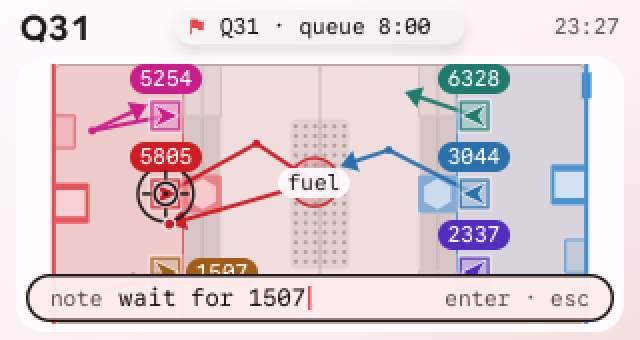 Q31
Q31 · queue 8:00
23:27
5254
6328
5805
3044
fuel
2337
1507
note wait for 1507
enter · esc